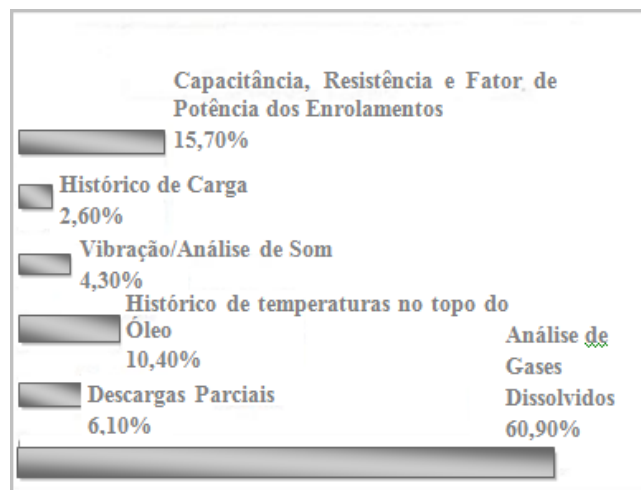 Capacitância, Resistência e Fator de
Potência dos Enrolamentos
15,70%
Histórico de Carga
2,60%
Vibração/Análise de Som
4,30%
Histórico de temperaturas no topo do
Óleo
10,40%
Descargas Parciais
6,10%
Análise de
Gases
Dissolvidos
60,90%